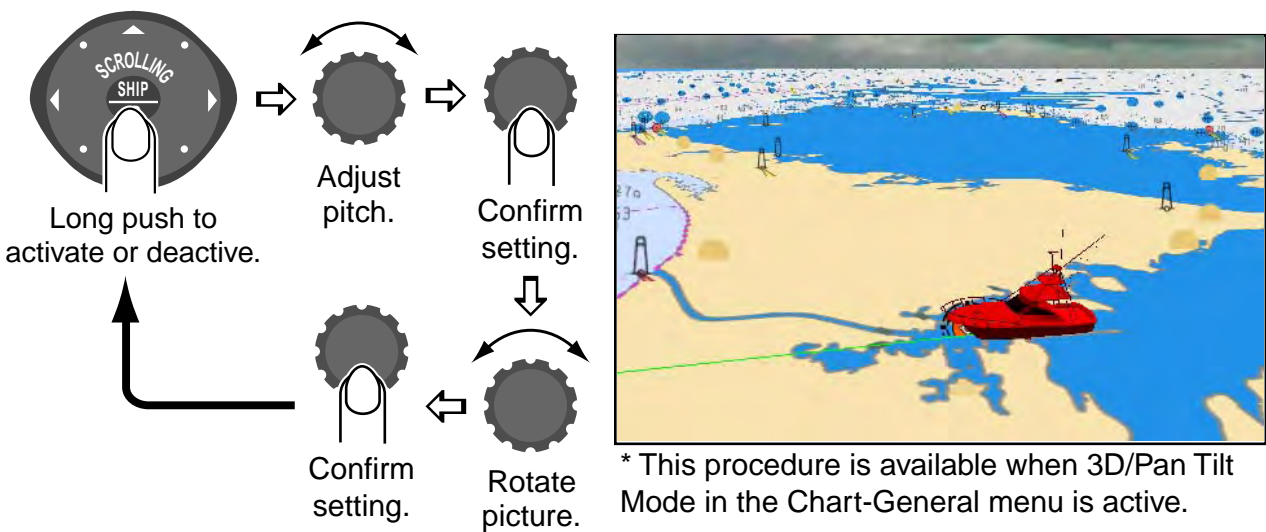 SCROLLING
SHIP
Long push to
activate or deactive.
Adjust
pitch.
Confirm
setting.
Rotate
picture.
Confirm
setting.
* This procedure is available when 3D/Pan Tilt
Mode in the Chart-General menu is active.